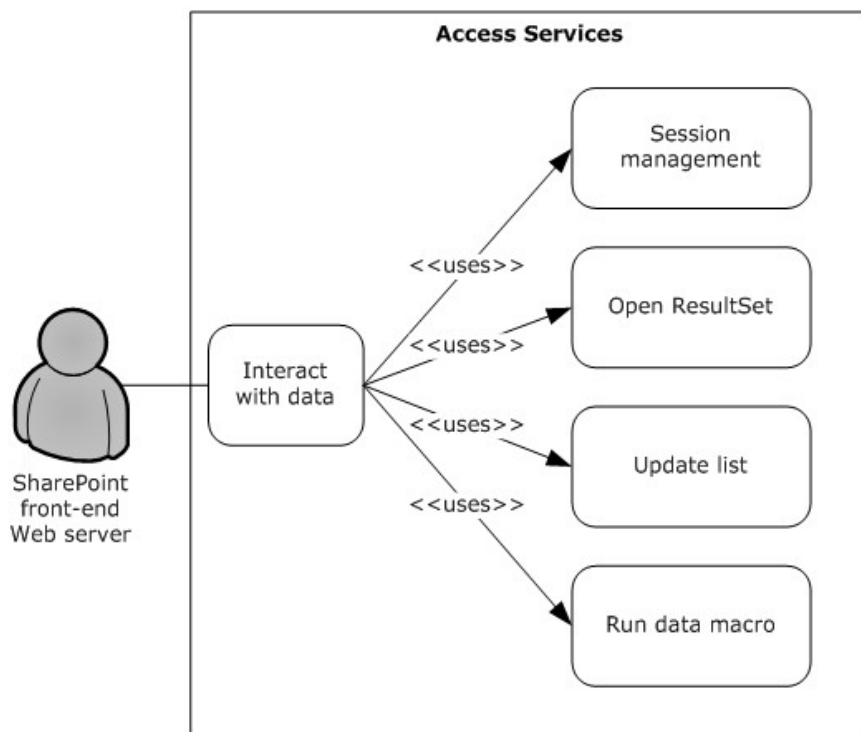 Access Services
Session
management
<<uses>>
Open ResultSet
<<uses>>
Interact
with data
<<uses>>
Update list
SharePoint
front-end
Web server
<<uses>>
Run data macro